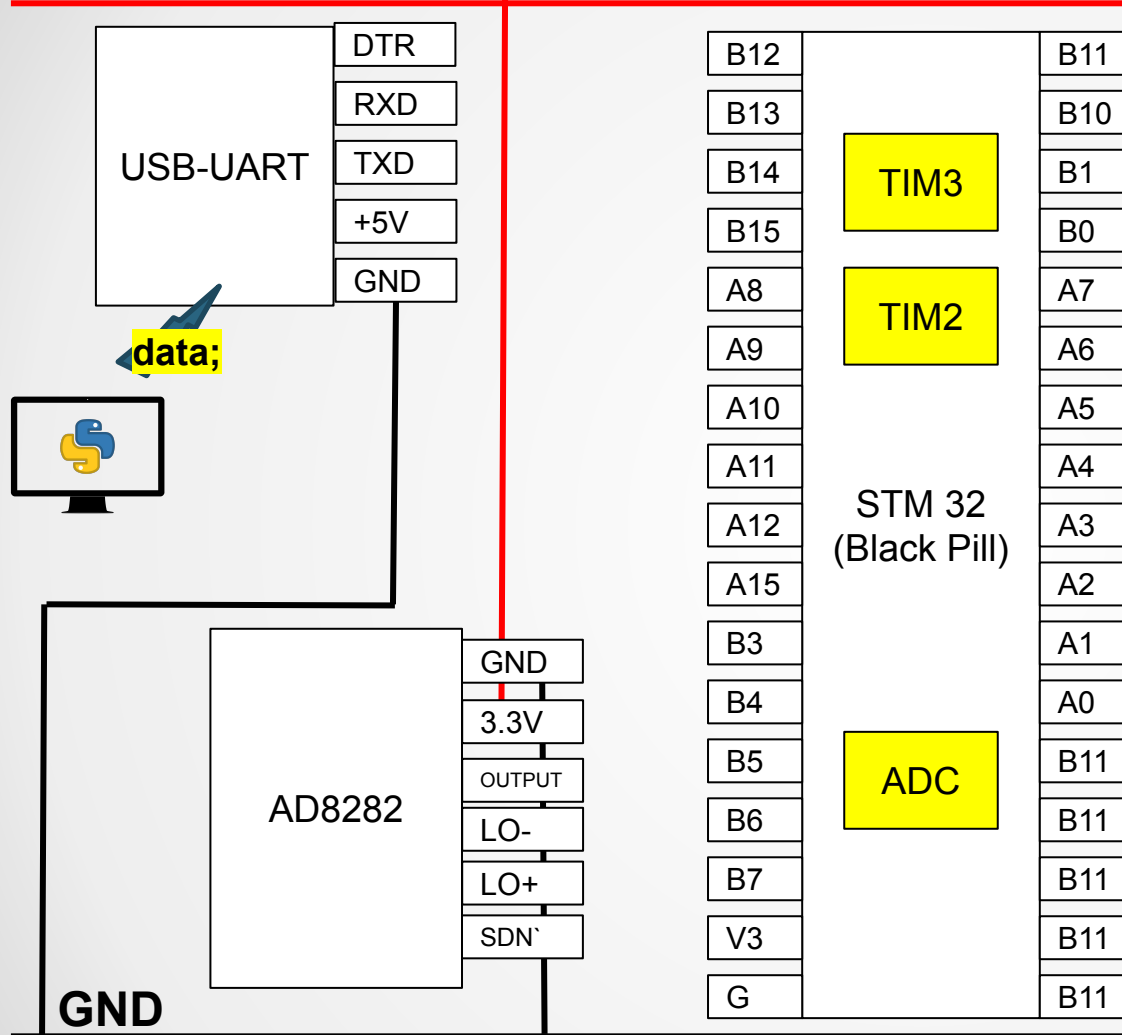 DTR
RXD
USB-UART
TXD
+5V
GND
data;
GND
3.3V
OUTPUT
AD8282
LO-
LO+
SDN`
GND
B12
B13
B14
B15
A8
A9
A10
A11
A12
A15
B3
B4
B5
B6
B7
V3
G
TIM3
TIM2
STM 32
(Black Pill)
ADC
B11
B10
B1
B0
A7
A6
A5
A4
A3
A2
A1
A0
B11
B11
B11
B11
B11